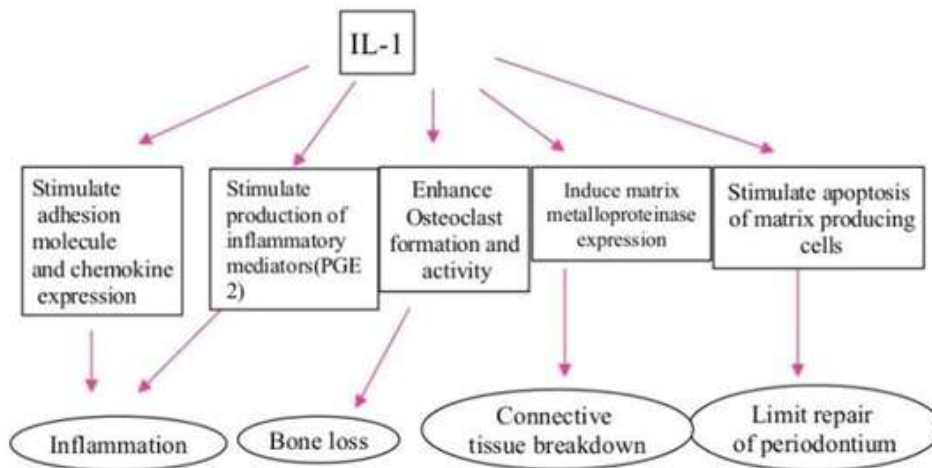 IL-1
Stimulate
adhesion
molecule
and chemokine
expression
Stimulate
production of
inflammatory
mediators(PGE
2)
Enhance
Osteoclast
formation and
activity
Induce matrix
metalloproteinase
expression
Stimulate apoptosis
of matrix producing
cells
Inflammation
Bone loss
Connective
tissue breakdown
Limit repair
of periodontium